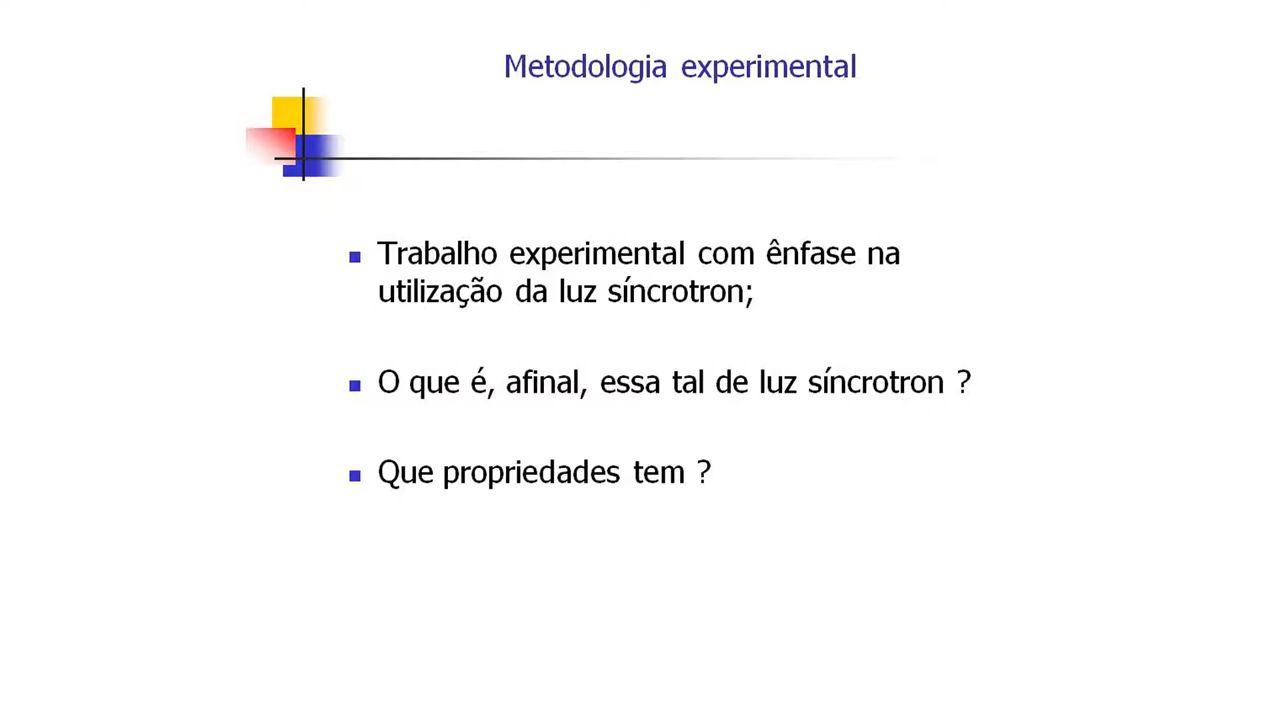 Metodologia experimental
Trabalho experimental com ênfase na
utilização da luz síncrotron;
O que é, afinal, essa tal de luz síncrotron ?
Que propriedades tem ?